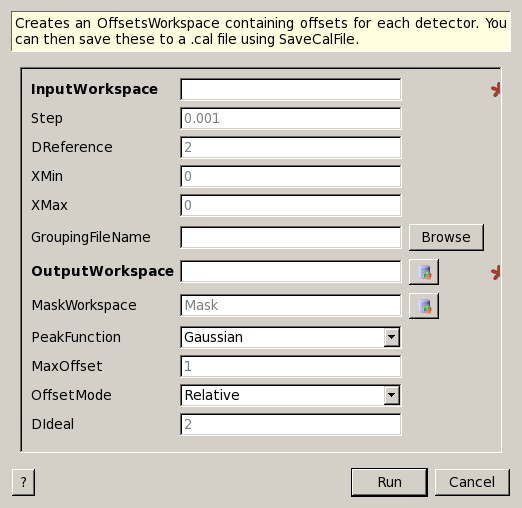 Creates an OffsetsWorkspace containing offsets for each detector. You
can then save these to a .cal file using SaveCalFile.
InputWorkspace
Step 0.001
DReference 2
XMin 0
XMax 0
GroupingFileName Browse
OutputWorkspace
MaskWorkspace Mask
PeakFunction Gaussian
MaxOffset 1
OffsetMode Relative
DIdeal 2
? Run Cancel